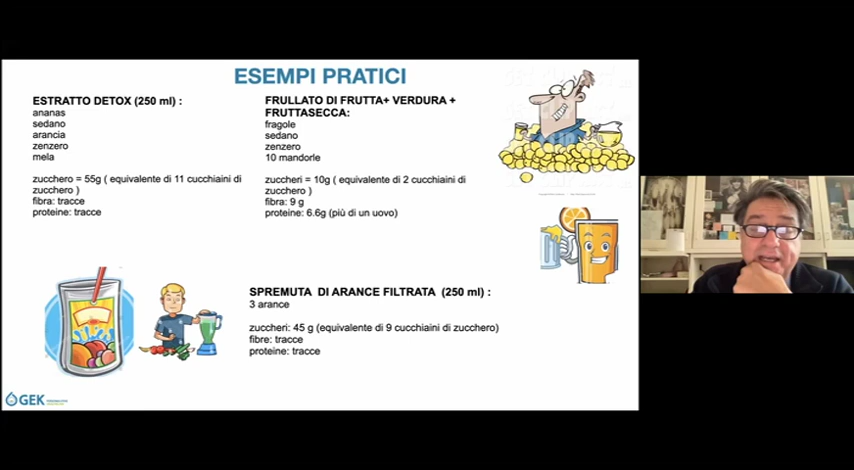 ESEMPI PRATICI
ESTRATTO DETOX (250 ml) :
ananas
sedano
arancia
zenzero
mela
zucchero = 55g ( equivalente di 11 cucchiaini di
zucchero )
fibra: tracce
proteine: tracce
FRULLATO DI FRUTTA+ VERDURA +
FRUTTASECCA:
fragole
sedano
zenzero
10 mandorle
zuccheri = 10g ( equivalente di 2 cucchiaini di
zucchero )
fibra: 9 g
proteine: 6.6g (più di un uovo)
SPREMUTA DI ARANCE FILTRATA (250 ml) :
3 arance
zuccheri: 45 g (equivalente di 9 cucchiaini di zucchero)
fibre: tracce
proteine: tracce
GEK